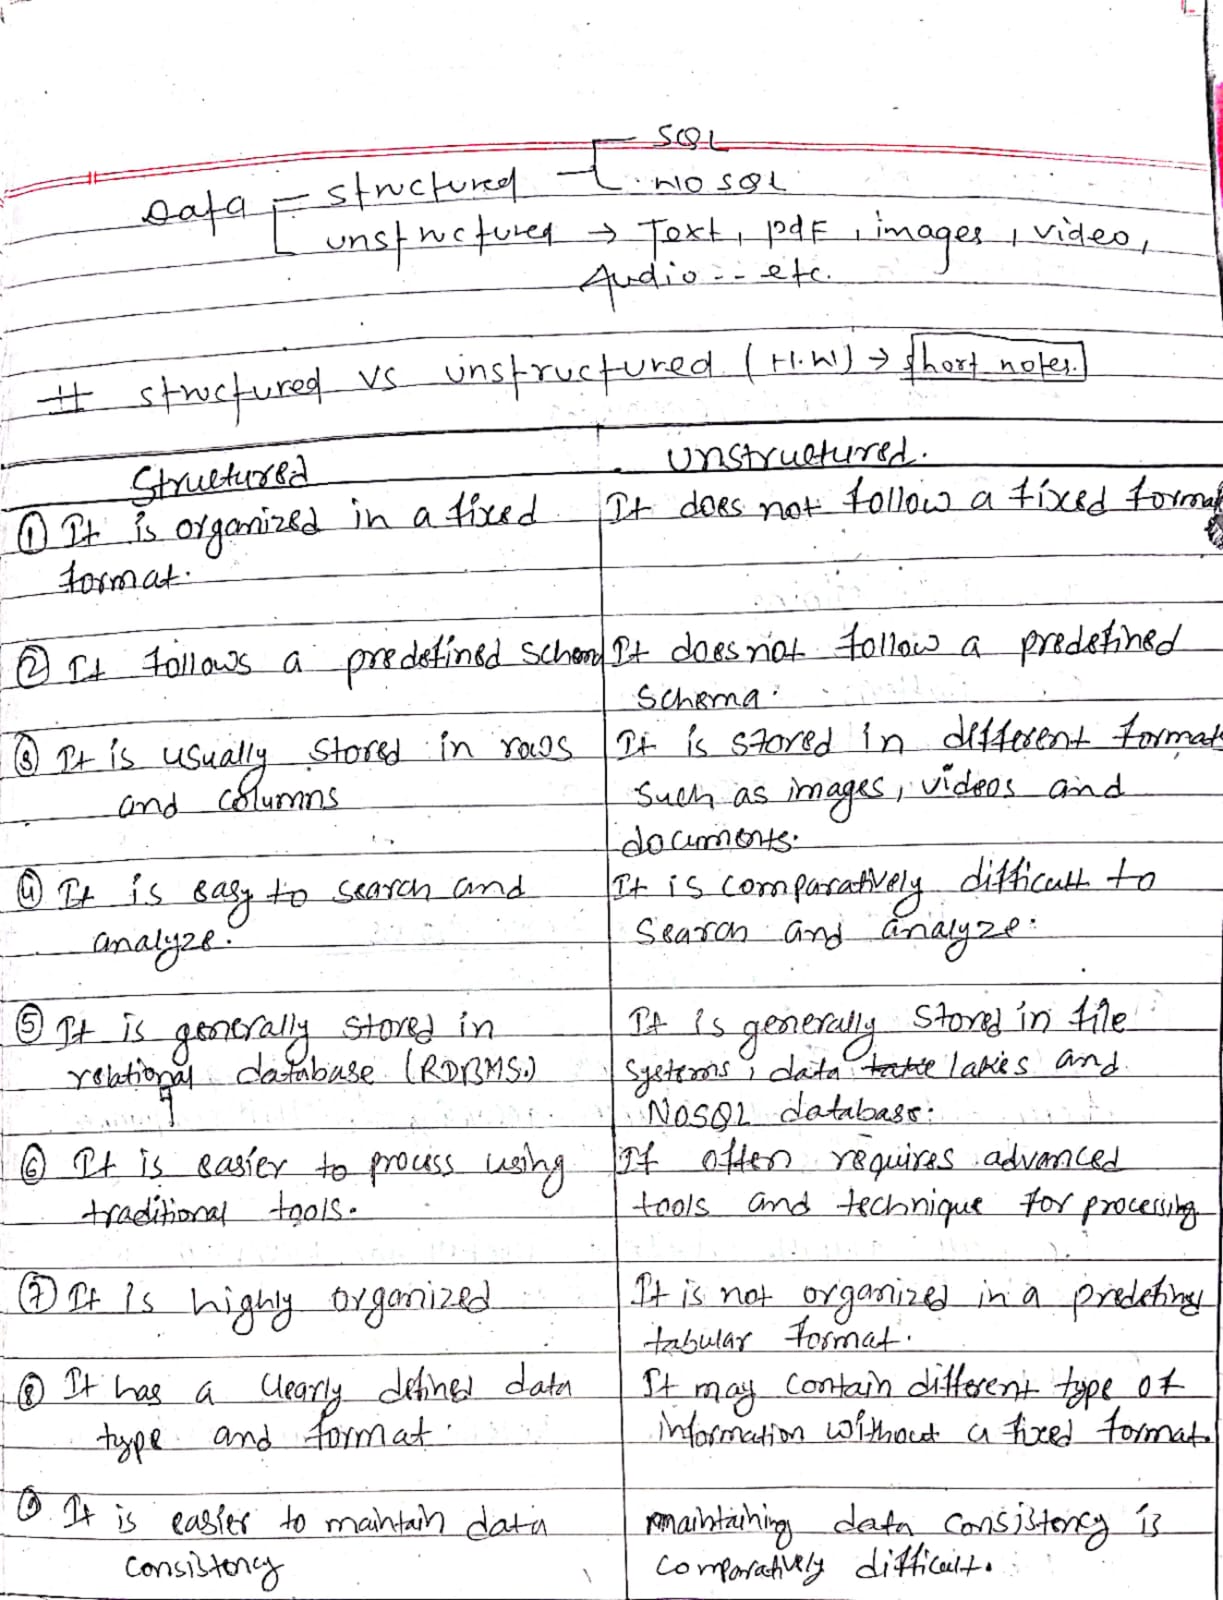 SQL
Data structured NO SQL
unstructured → Text, pdf, images, video,
Audio -- etc.
# structured vs unstructured (H.W) → short notes.
Structured
unstructured.
① It is organized in a fixed
format.
It does not follow a fixed format
② It follows a predefined schema
It does not follow a predefined
schema.
③ It is usually stored in rows
and columns
It is stored in different formats
such as images, videos and
documents.
④ It is easy to search and
analyze.
It is comparatively difficult to
search and analyze.
⑤ It is generally stored in
relational database (RDBMS.)
It is generally stored in file
systems, data lakes and
NoSQL database.
⑥ It is easier to process using
traditional tools.
It often requires advanced
tools and technique for processing
⑦ It is highly organized
It is not organized in a predefined
tabular format.
⑧ It has a clearly defined data
type and format.
It may contain different type of
information without a fixed format.
⑨ It is easier to maintain data
consistency
maintaining data consistency is
comparatively difficult.